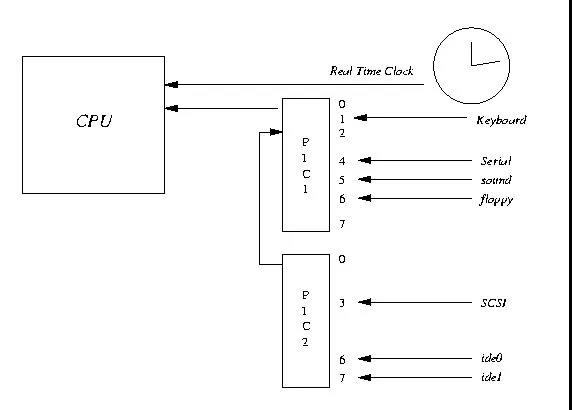 Real Time Clock
CPU
0
1 Keyboard
2
4 Serial
5 sound
6 floppy
7
P
I
C
1
0
3 SCSI
6 ide0
7 ide1
P
I
C
2